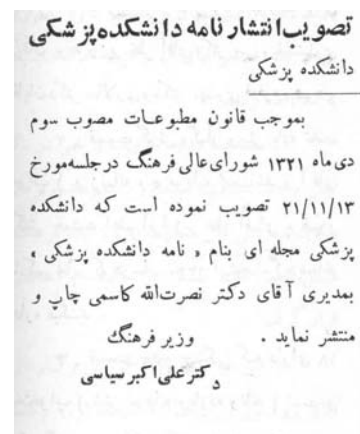 تصویب انتشار نامه دانشکده پزشکی
دانشکده پزشکی
بموجب قانون مطبوعات مصوب سوم
دی ماه ۱۳۲۱ شورای عالی فرهنگ در جلسه مورخ
۲۱/۱۱/۱۳ تصویب نموده است که دانشکده
پزشکی مجله ای بنام «نامه دانشکده پزشکی»
بمدیری آقای دکتر نصرت‌الله کاسمی چاپ و
منتشر نماید . وزیر فرهنگ
دکتر علی‌اکبر سیاسی